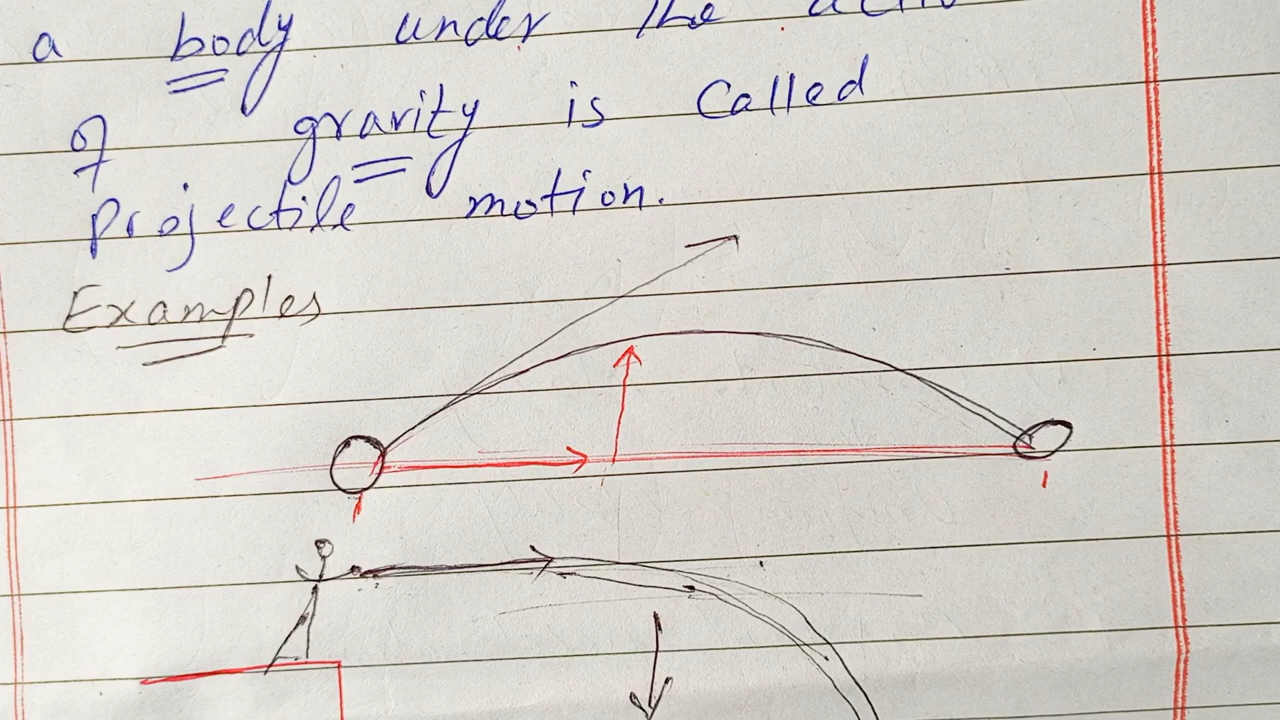 a body under the
of gravity is called
projectile motion.
Examples